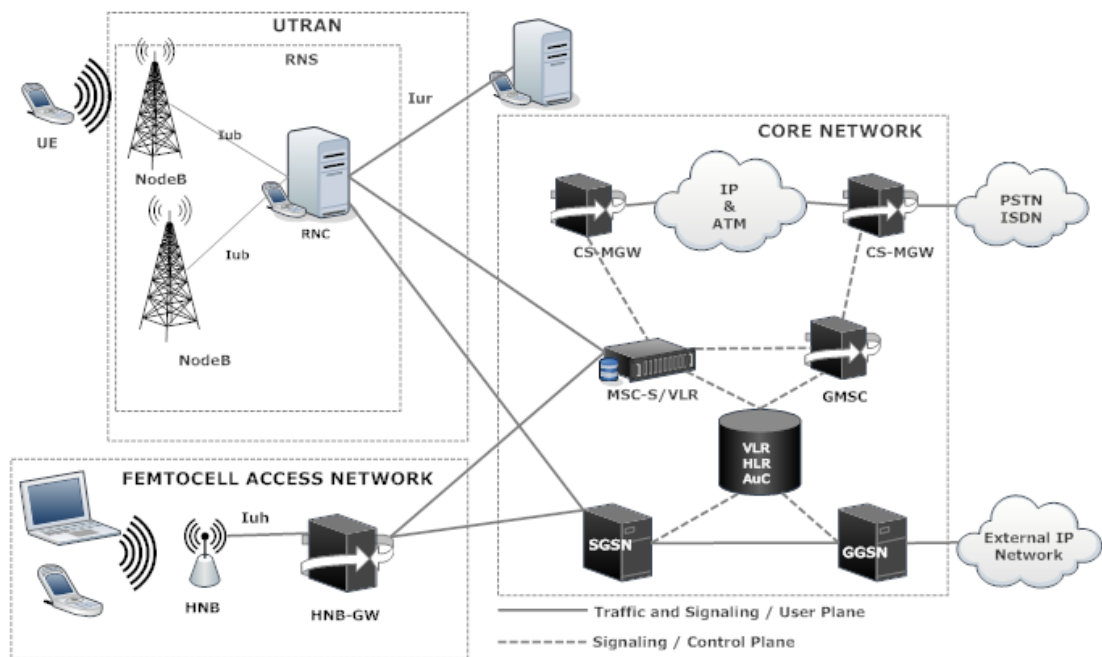 UTRAN
RNS
UE
Iub
NodeB
RNC
Iub
NodeB
Iur
CORE NETWORK
IP
&
ATM
PSTN
ISDN
CS-MGW
CS-MGW
MSC-S/VLR
GMSC
VLR
HLR
AuC
FEMTOCELL ACCESS NETWORK
Iuh
HNB
HNB-GW
SGSN
GGSN
External IP
Network
Traffic and Signaling / User Plane
Signaling / Control Plane